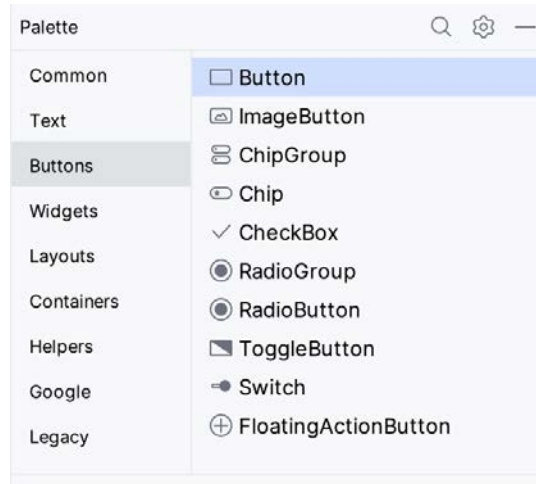 Palette
Common
Text
Buttons
Widgets
Layouts
Containers
Helpers
Google
Legacy
Button
ImageButton
ChipGroup
Chip
CheckBox
RadioGroup
RadioButton
ToggleButton
Switch
FloatingActionButton